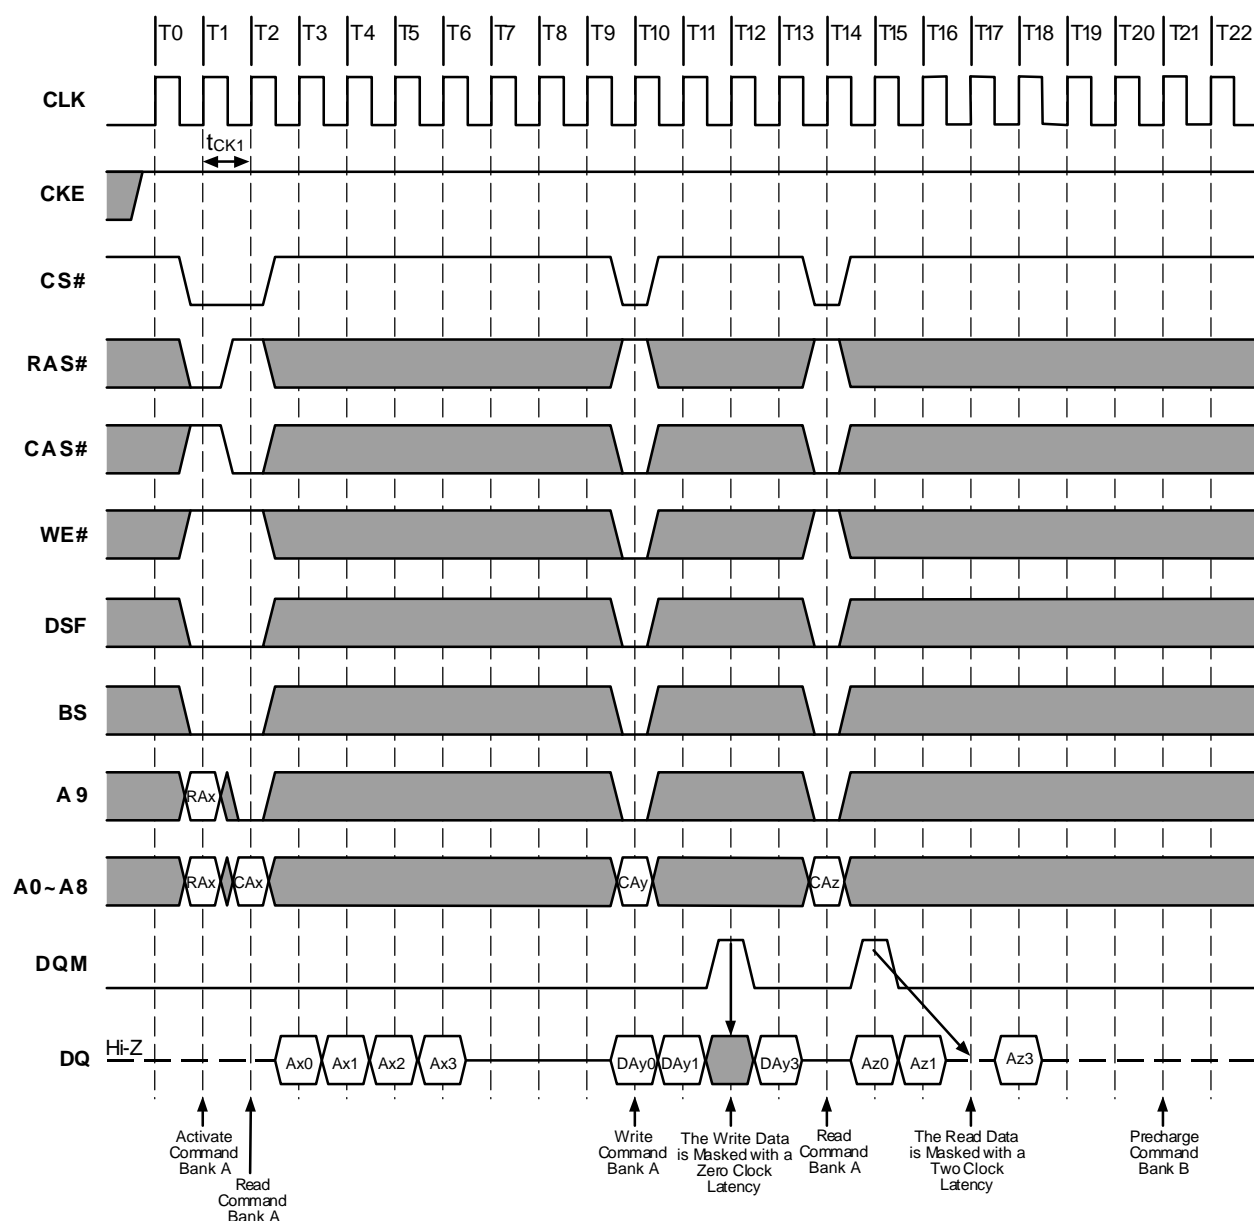 T0 T1 T2 T3 T4 T5 T6 T7 T8 T9 T10 T11 T12 T13 T14 T15 T16 T17 T18 T19 T20 T21 T22
CLK
tCK1
CKE
CS#
RAS#
CAS#
WE#
DSF
BS
A9 RAx
A0~A8 RAx CAx CAy CAz
DQM
DQ Hi-Z Ax0 Ax1 Ax2 Ax3 DAy0 DAy1 DAy3 Az0 Az1 Az3
Activate
Command
Bank A
Read
Command
Bank A
Write
Command
Bank A
The Write Data
is Masked with a
Zero Clock
Latency
Read
Command
Bank A
The Read Data
is Masked with a
Two Clock
Latency
Precharge
Command
Bank B